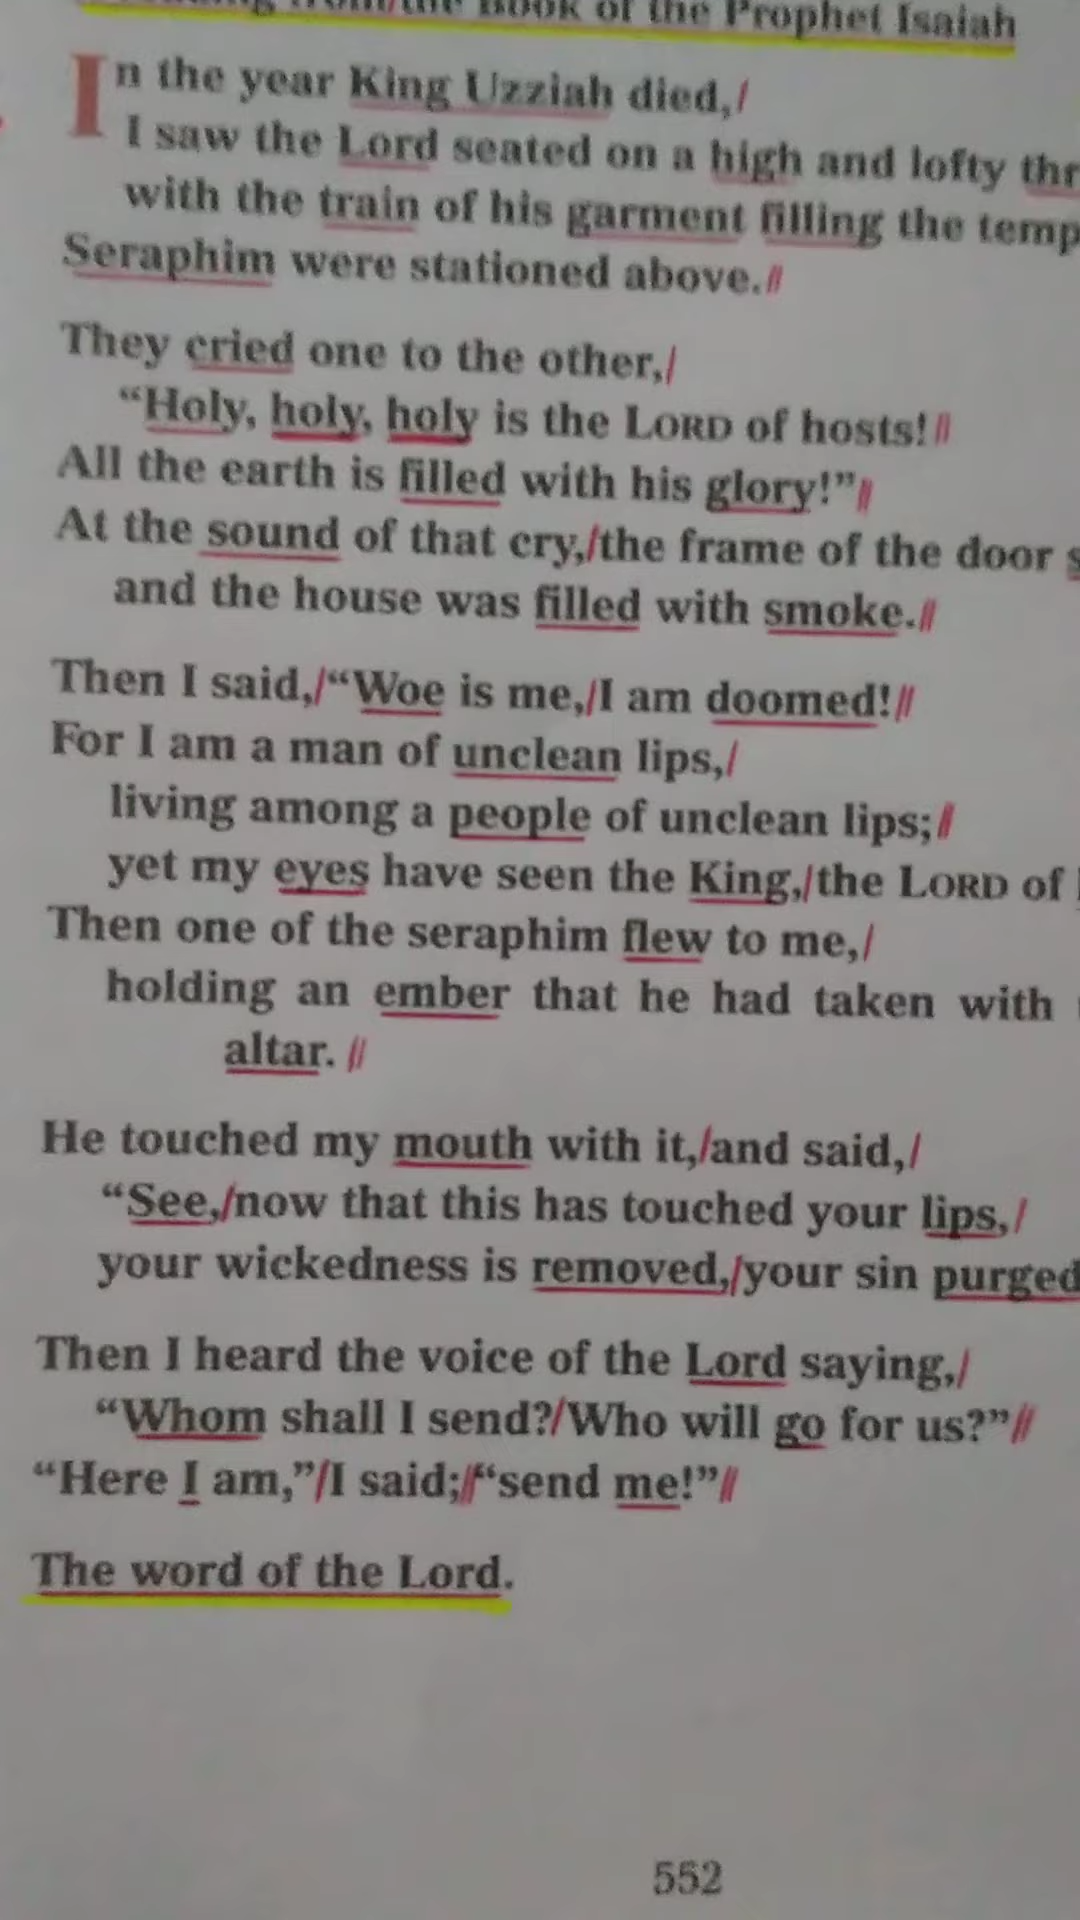 the Book of the Prophet Isaiah
In the year King Uzziah died,/
I saw the Lord seated on a high and lofty
with the train of his garment filling the
Seraphim were stationed above.//
They cried one to the other,/
“Holy, holy, holy is the LORD of hosts!//
All the earth is filled with his glory!”//
At the sound of that cry,/the frame of the door
and the house was filled with smoke.//
Then I said,/“Woe is me,/I am doomed!//
For I am a man of unclean lips,/
living among a people of unclean lips;//
yet my eyes have seen the King,/the LORD of
Then one of the seraphim flew to me,/
holding an ember that he had taken with
altar. //
He touched my mouth with it,/and said,/
“See,/now that this has touched your lips,/
your wickedness is removed,/your sin purged
Then I heard the voice of the Lord saying,/
“Whom shall I send?/Who will go for us?”//
“Here I am,”/I said;//“send me!”//
The word of the Lord.
552